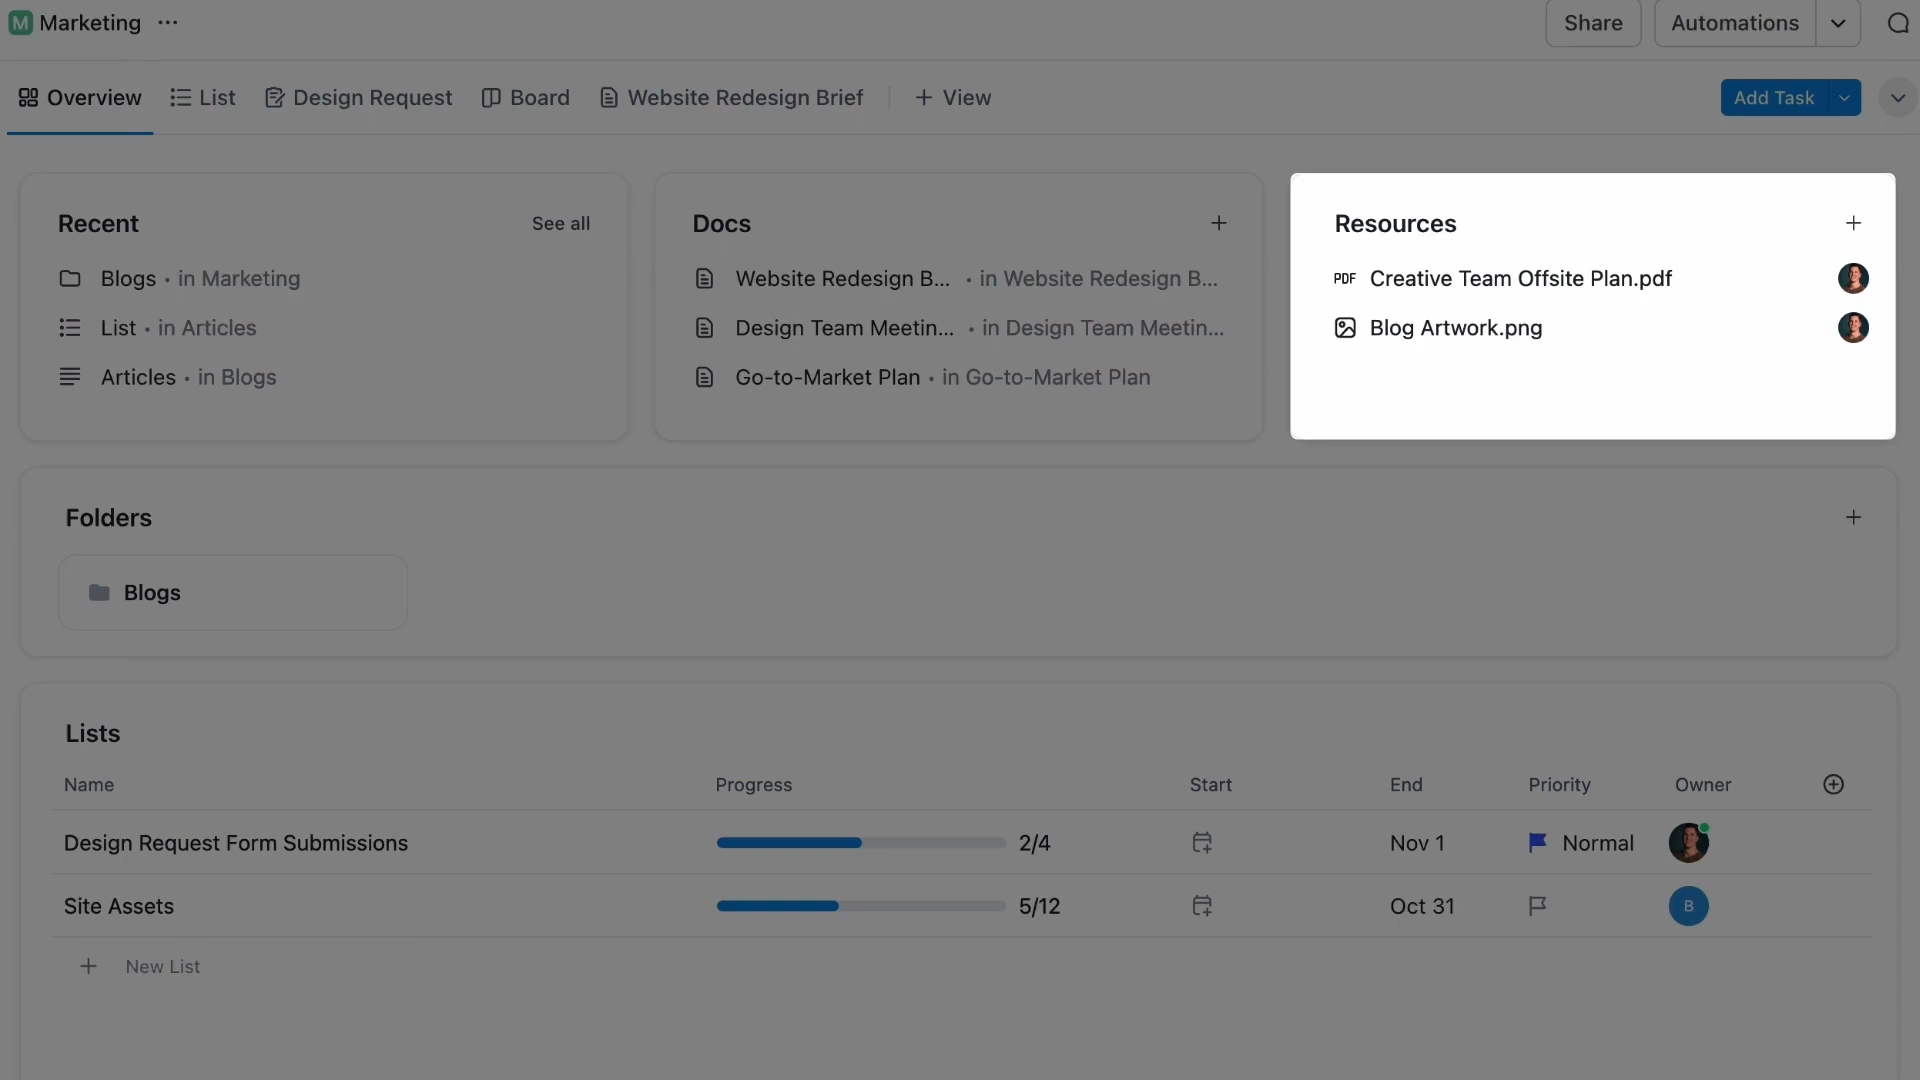 M Marketing ...
Share
Automations
Overview
List
Design Request
Board
Website Redesign Brief
+ View
Add Task
Recent
See all
Blogs • in Marketing
List • in Articles
Articles • in Blogs
Docs
Website Redesign B... • in Website Redesign B...
Design Team Meetin... • in Design Team Meetin...
Go-to-Market Plan • in Go-to-Market Plan
Resources
PDF Creative Team Offsite Plan.pdf
Blog Artwork.png
Folders
Blogs
Lists
Name Progress Start End Priority Owner
Design Request Form Submissions 2/4 Nov 1 Normal
Site Assets 5/12 Oct 31 B
+ New List